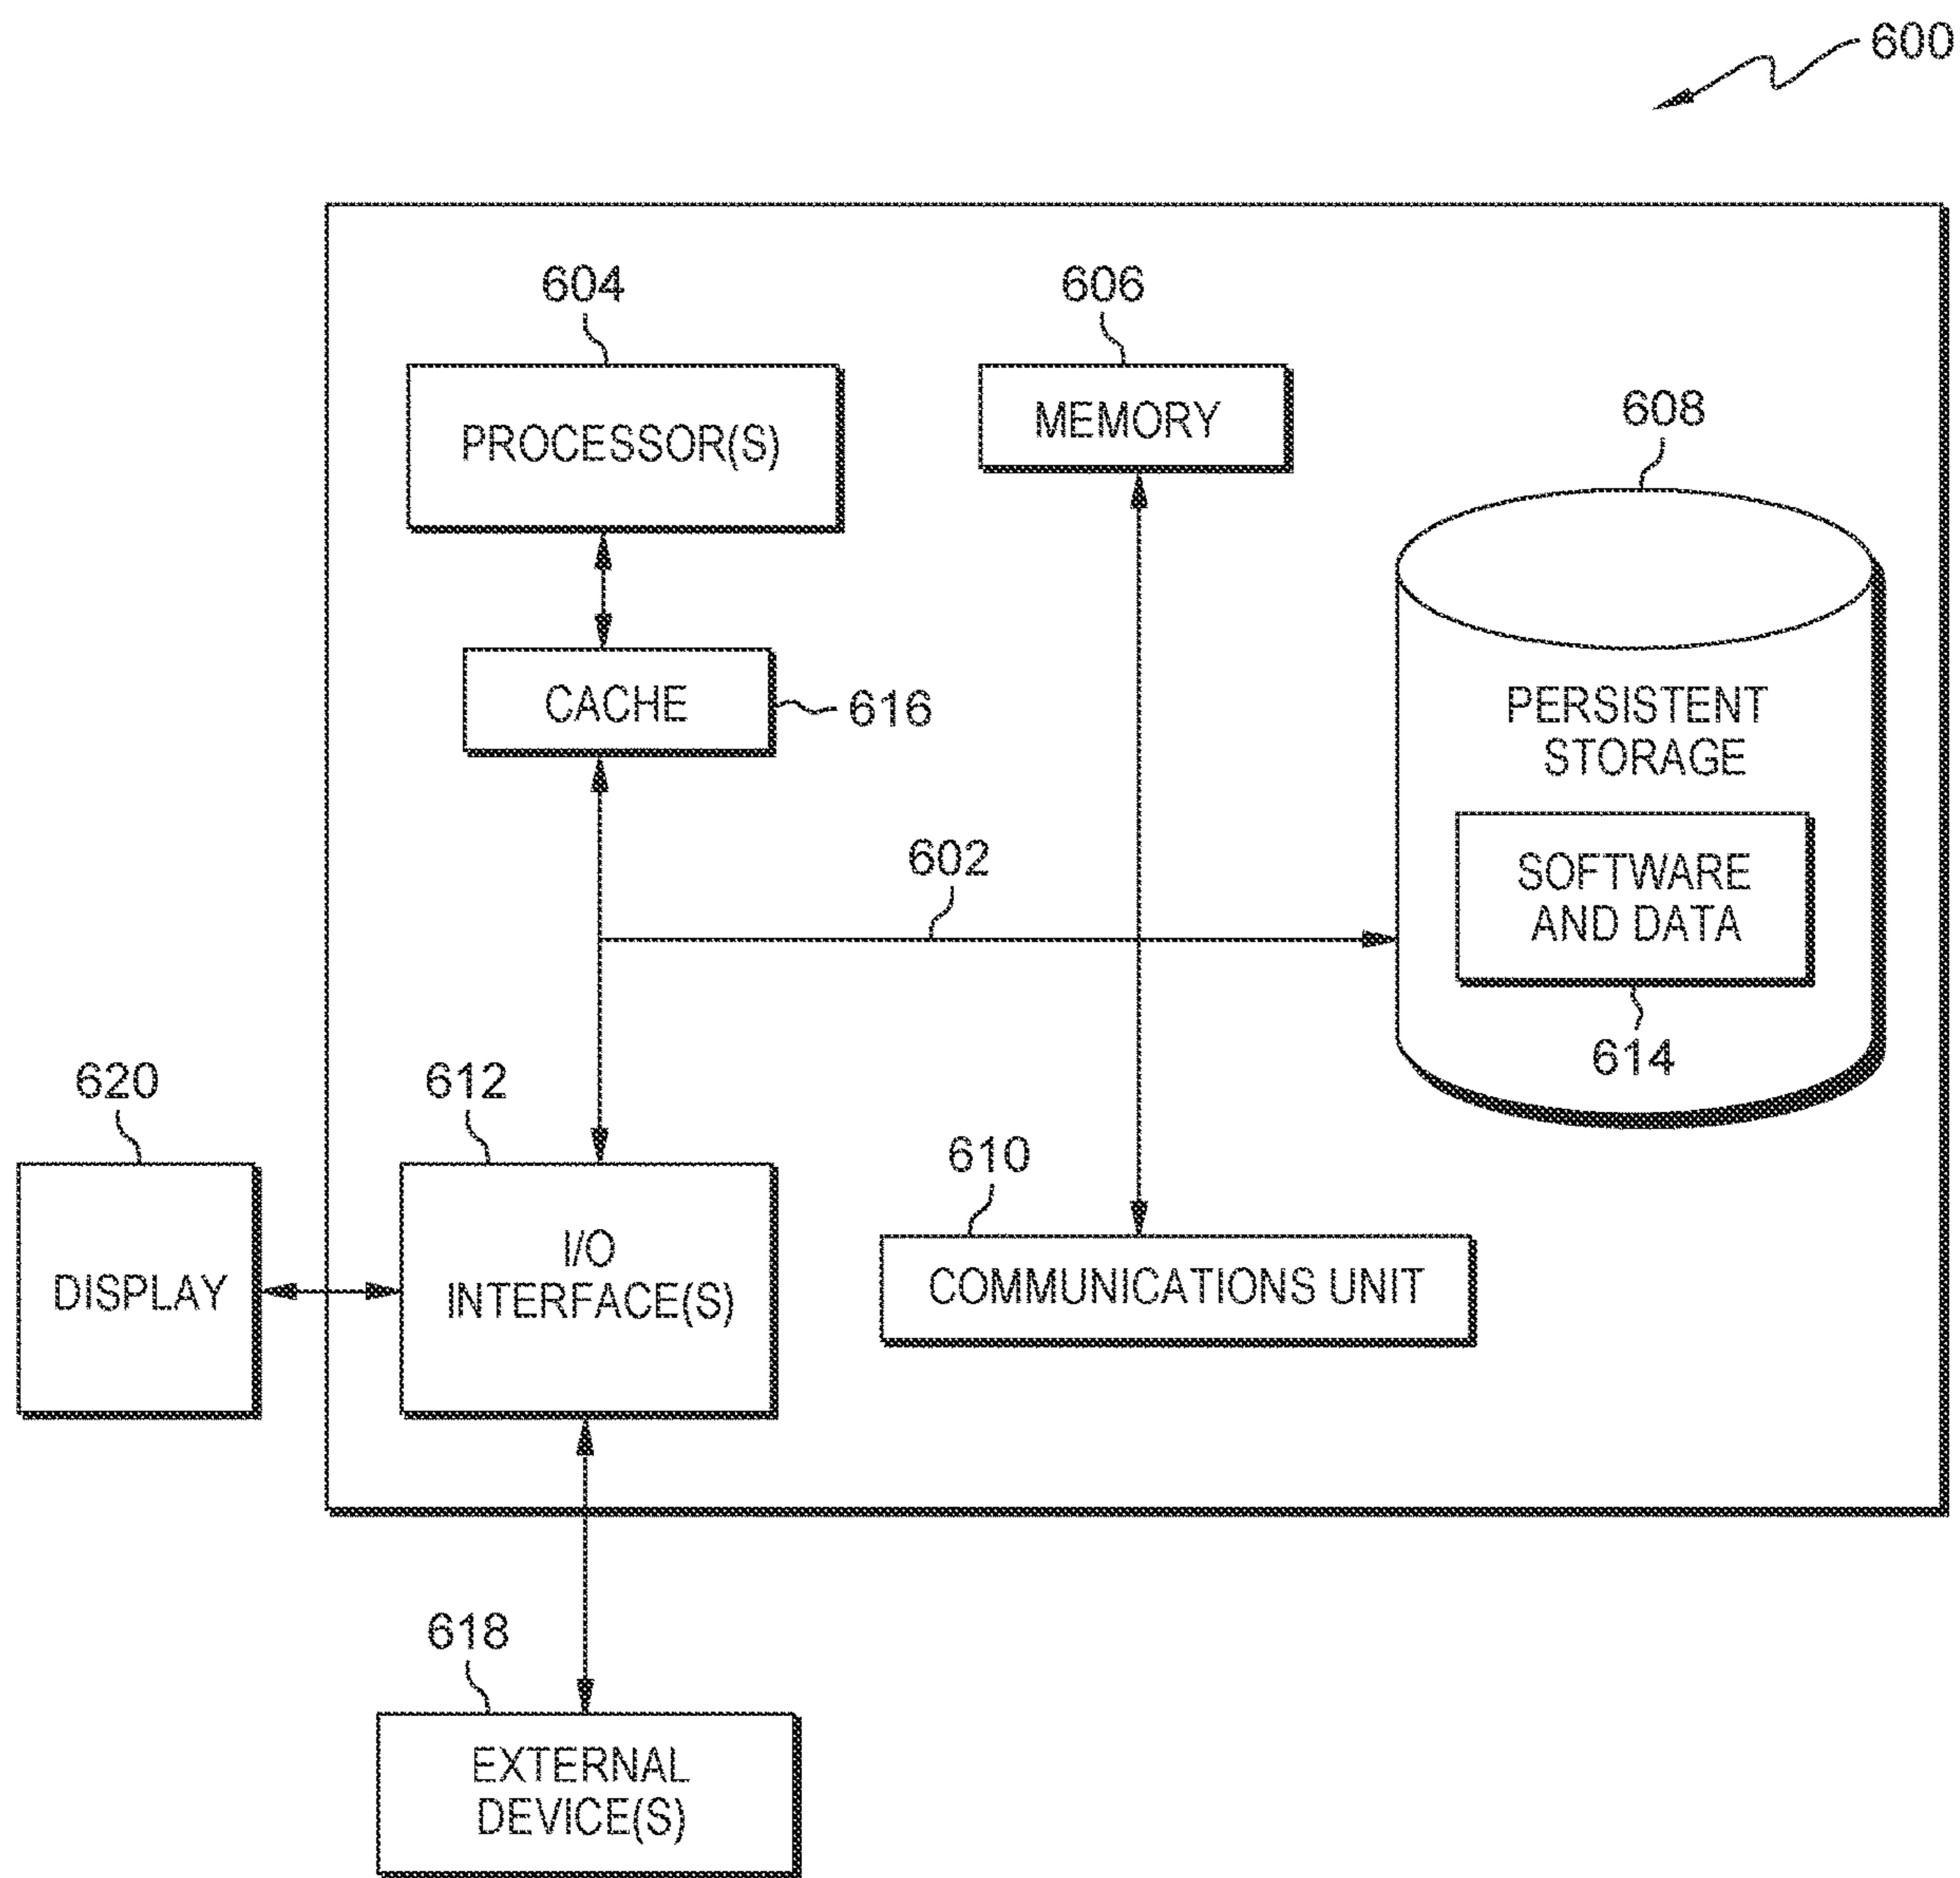 600
604
606
PROCESSOR(S)
MEMORY
608
CACHE
616
PERSISTENT
STORAGE
602
SOFTWARE
AND DATA
614
620
612
610
DISPLAY
I/O
INTERFACE(S)
COMMUNICATIONS UNIT
618
EXTERNAL
DEVICE(S)